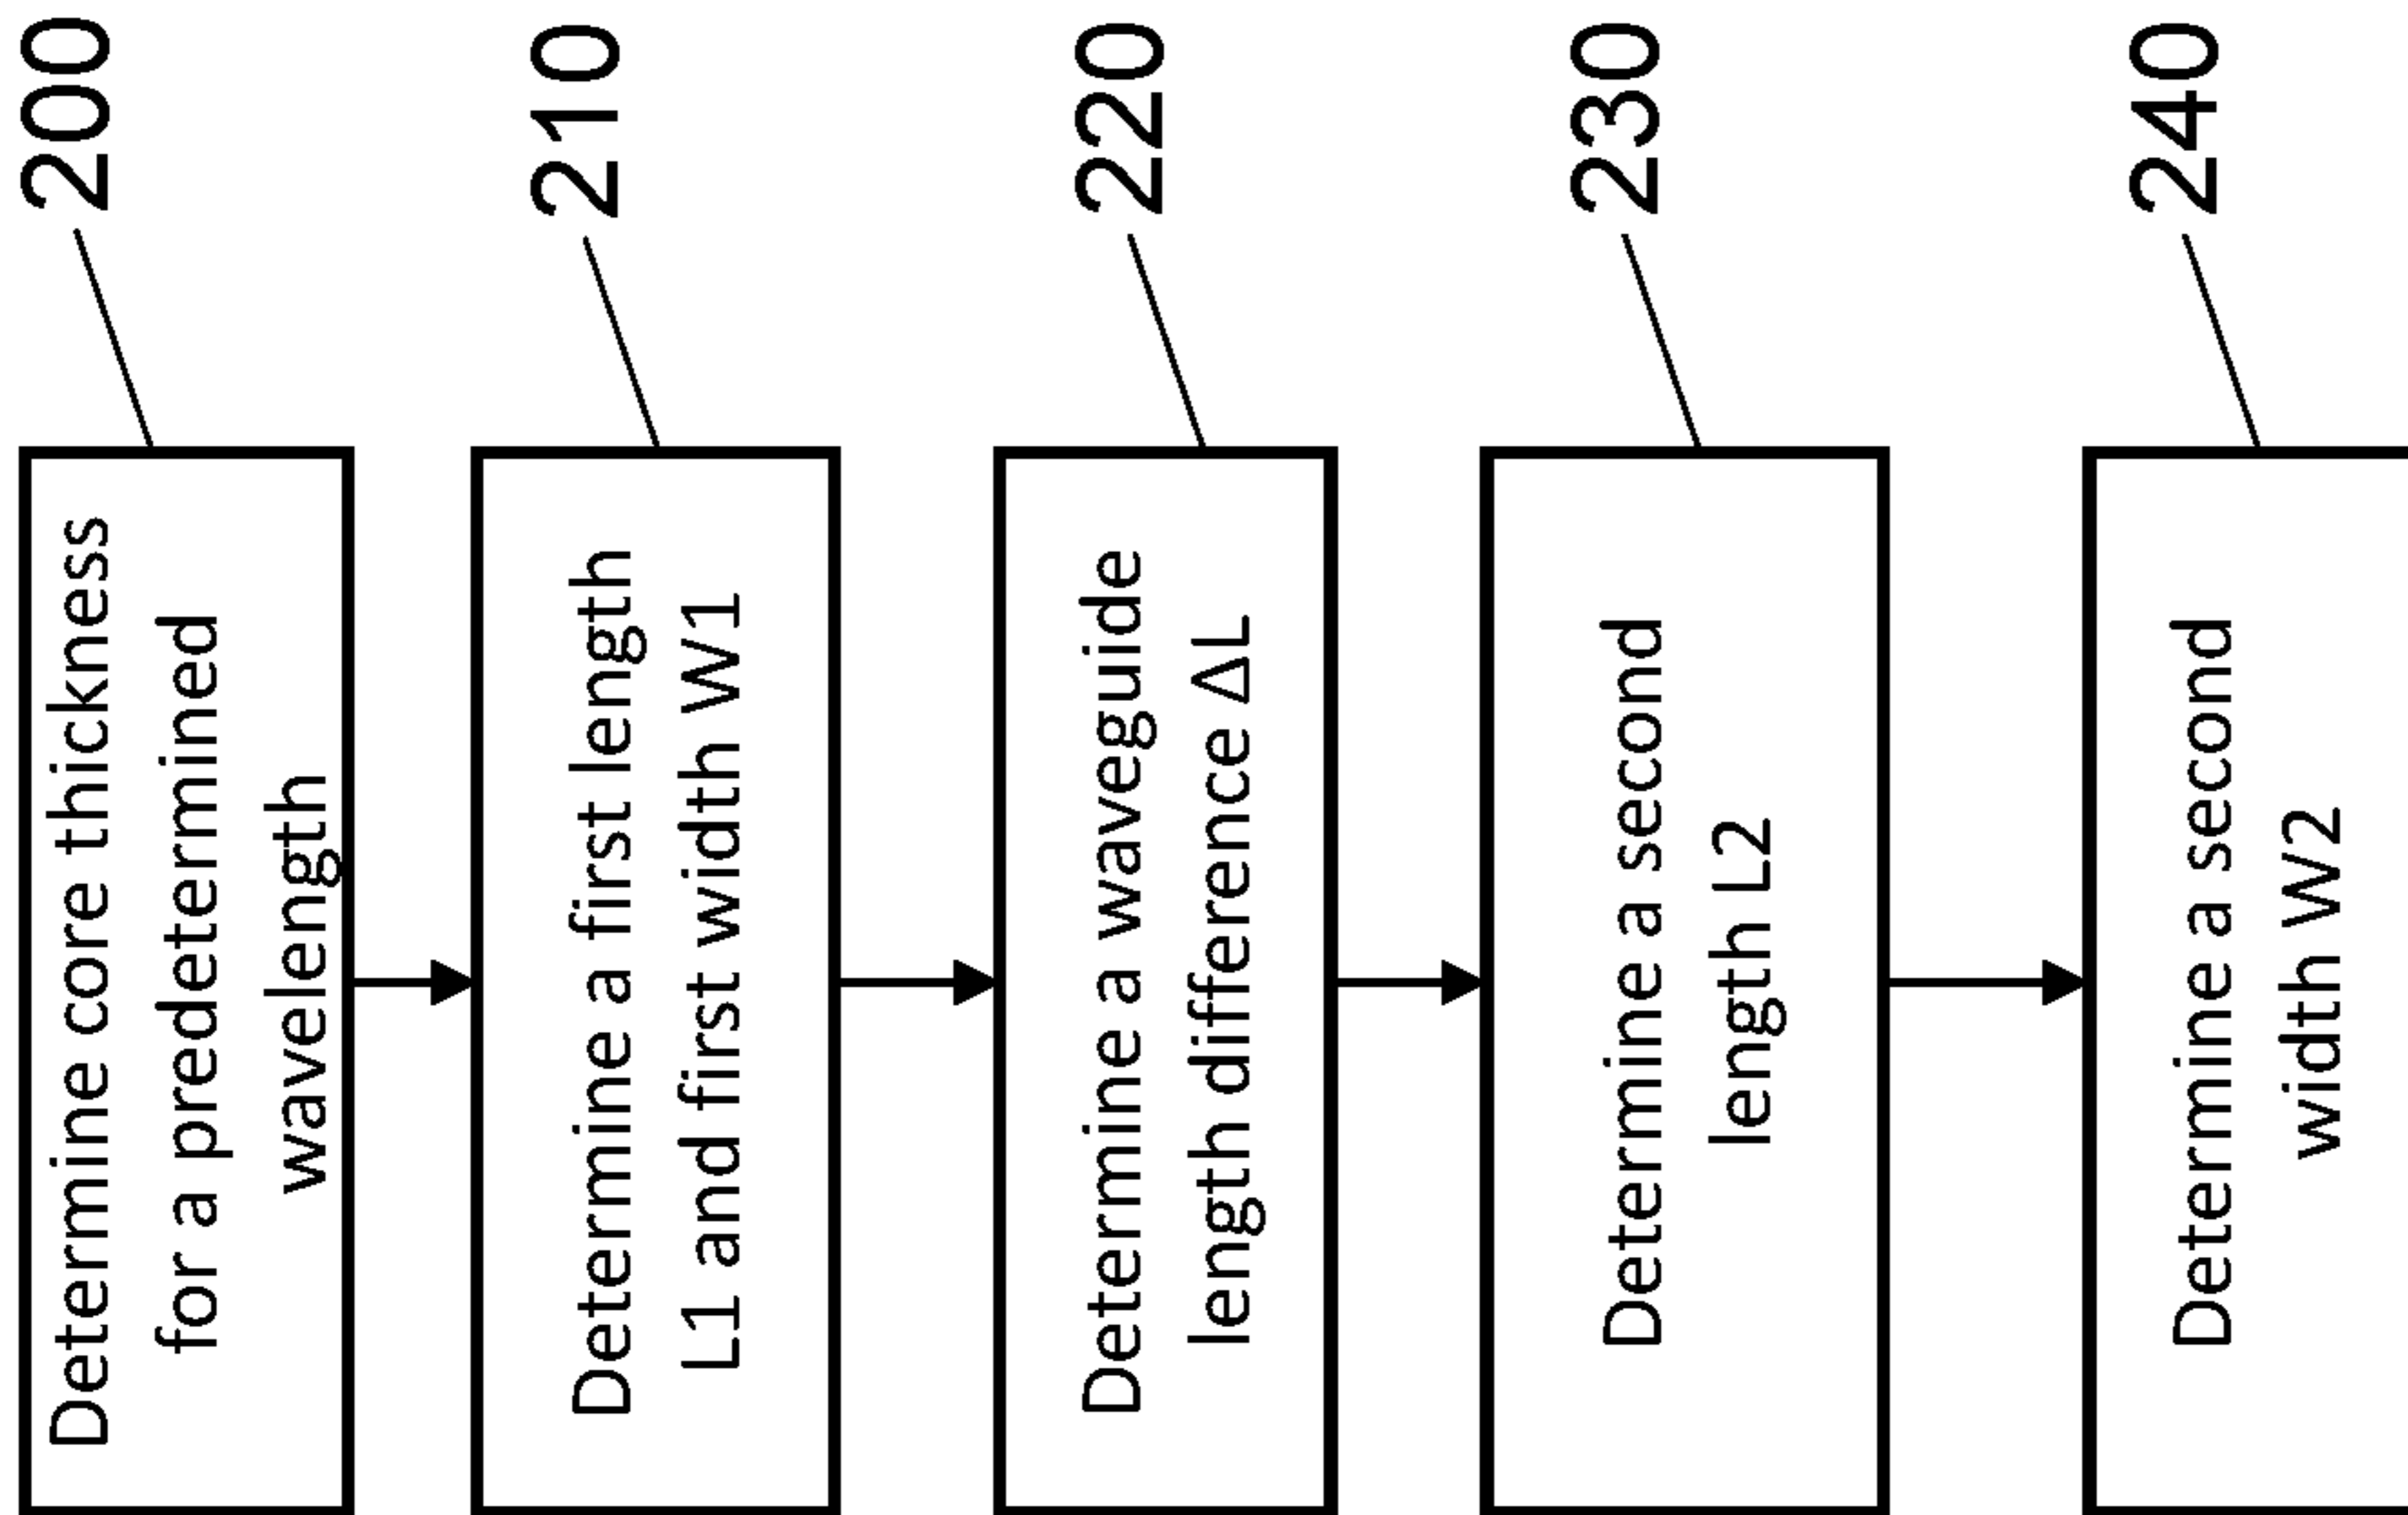 Determine core thickness
for a predetermined
wavelength
200
Determine a first length
L1 and first width W1
210
Determine a waveguide
length difference ΔL
220
Determine a second
length L2
230
Determine a second
width W2
240